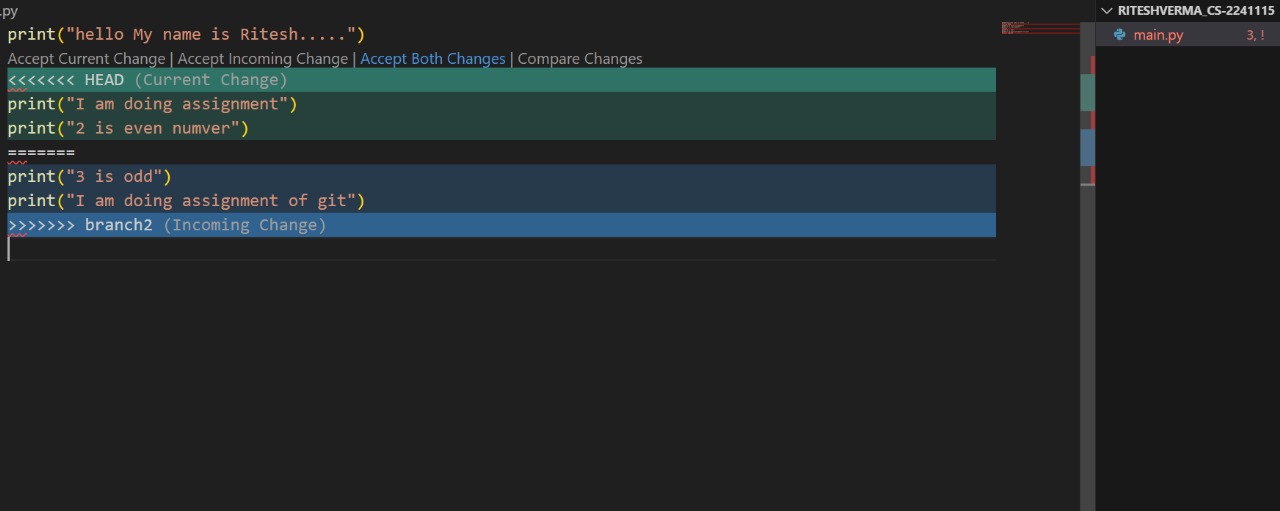 .py
print("hello My name is Ritesh.....")
Accept Current Change | Accept Incoming Change | Accept Both Changes | Compare Changes
<<<<<<< HEAD (Current Change)
print("I am doing assignment")
print("2 is even numver")
=======
print("3 is odd")
print("I am doing assignment of git")
>>>>>>> branch2 (Incoming Change)
RITESHVERMA_CS-2241115
main.py 3, !